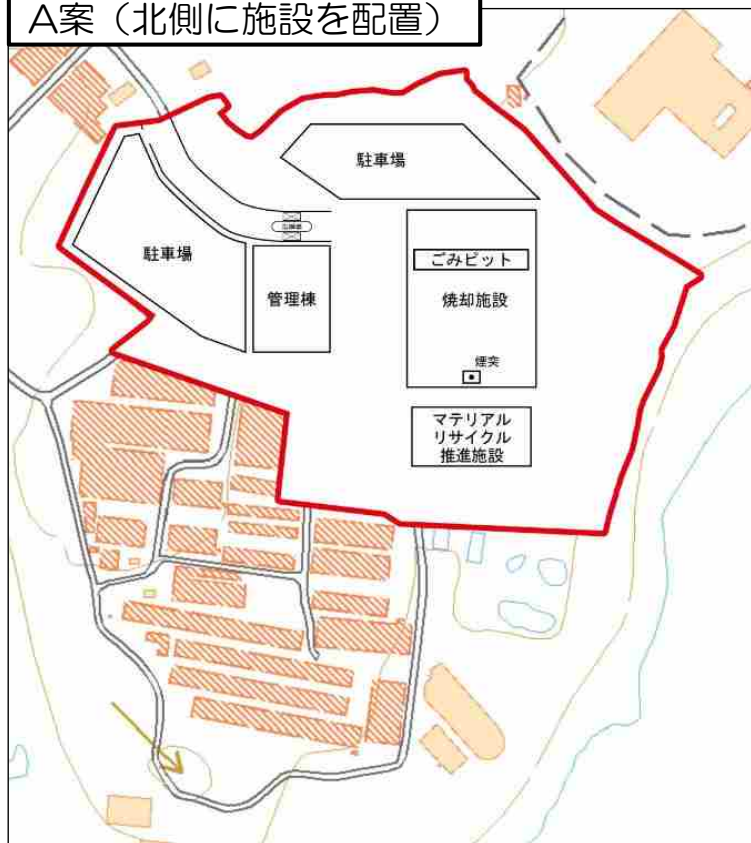 A案（北側に施設を配置）
駐車場
駐車場
ごみピット
管理棟
焼却施設
煙突
マテリアル
リサイクル
推進施設